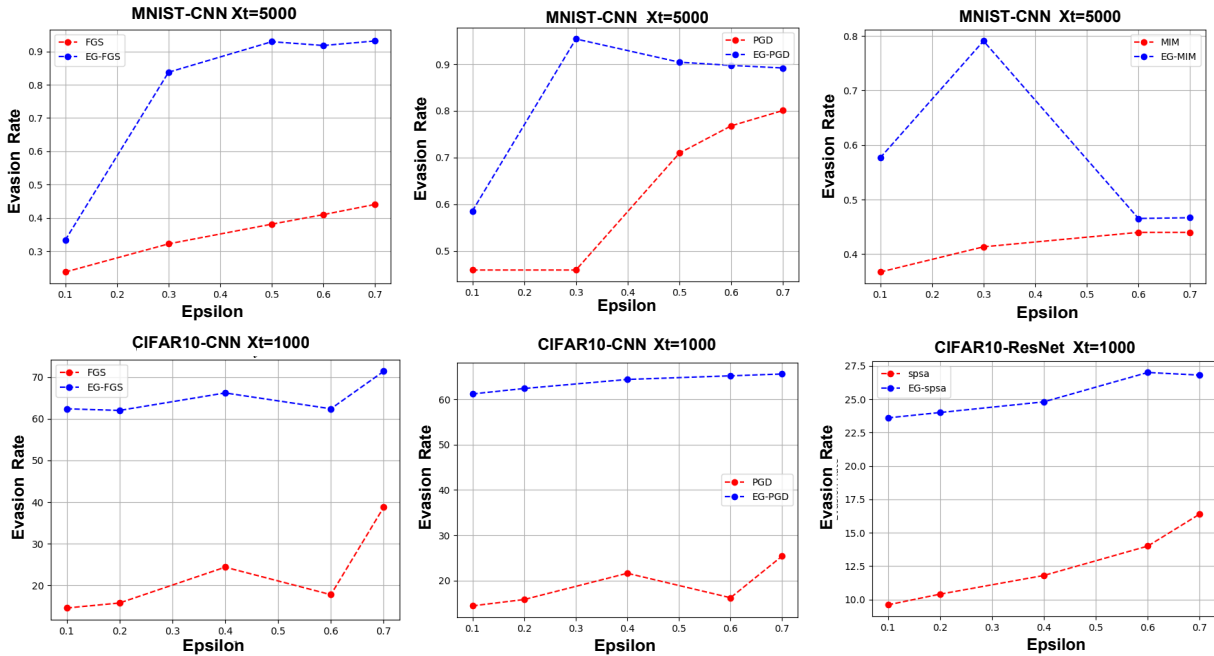 MNIST-CNN Xt=5000
FGS
EG-FGS
0.9
0.8
0.7
0.6
0.5
0.4
0.3
Evasion Rate
0.1 0.2 0.3 0.4 0.5 0.6 0.7
Epsilon
MNIST-CNN Xt=5000
PGD
EG-PGD
0.9
0.8
0.7
0.6
0.5
Evasion Rate
0.1 0.2 0.3 0.4 0.5 0.6 0.7
Epsilon
MNIST-CNN Xt=5000
MIM
EG-MIM
0.8
0.7
0.6
0.5
0.4
Evasion Rate
0.1 0.2 0.3 0.4 0.5 0.6 0.7
Epsilon
CIFAR10-CNN Xt=1000
FGS
EG-FGS
70
60
50
40
30
20
Evasion Rate
0.1 0.2 0.3 0.4 0.5 0.6 0.7
Epsilon
CIFAR10-CNN Xt=1000
PGD
EG-PGD
60
50
40
30
20
Evasion Rate
0.1 0.2 0.3 0.4 0.5 0.6 0.7
Epsilon
CIFAR10-ResNet Xt=1000
spsa
EG-spsa
27.5
25.0
22.5
20.0
17.5
15.0
12.5
10.0
Evasion Rate
0.1 0.2 0.3 0.4 0.5 0.6 0.7
Epsilon